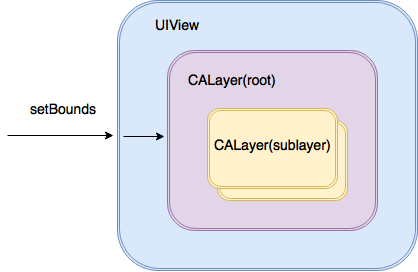 UIView
CALayer(root)
setBounds
CALayer(sublayer)